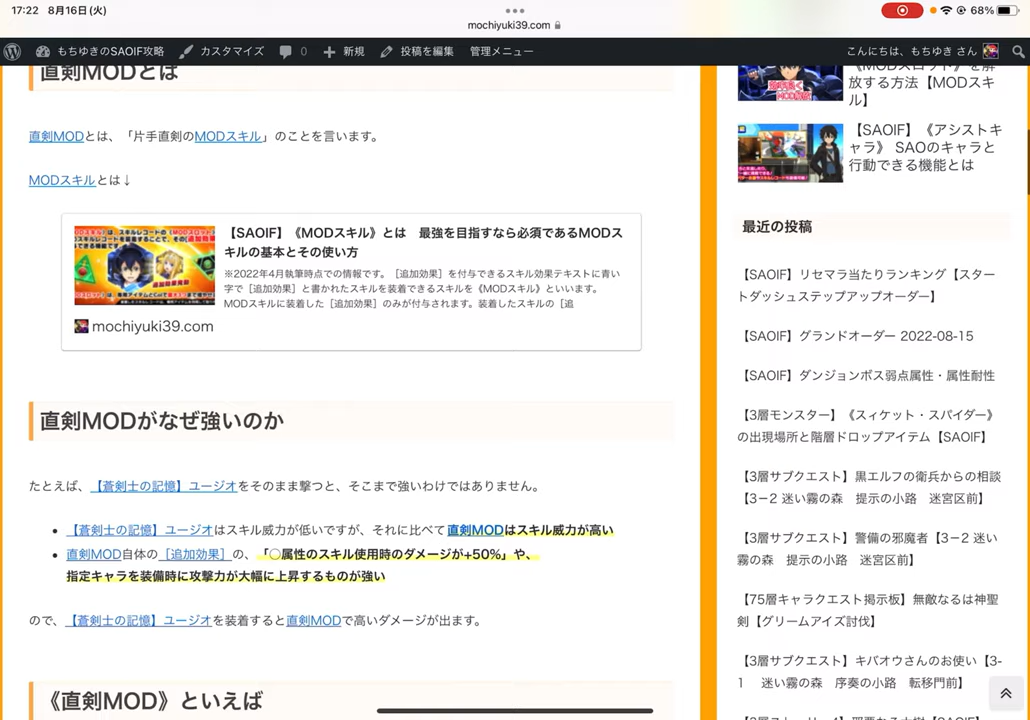 17:22 8月16日(火)
mochiyuki39.com
68%
もちゆきのSAOIF攻略
カスタマイズ
0
新規
投稿を編集
管理メニュー
こんにちは、もちゆき さん
直剣MODとは
直剣MODとは、「片手直剣のMODスキル」のことを言います。
MODスキルとは↓
【SAOIF】《MODスキル》とは 最強を目指すなら必須であるMODス
キルの基本とその使い方
※2022年4月執筆時点での情報です。［追加効果］を付与できるスキル効果テキストに青い
字で［追加効果］と書かれたスキルを装着できるスキルを《MODスキル》といいます。
MODスキルに装着した［追加効果］のみが付与されます。装着したスキルの［追
mochiyuki39.com
直剣MODがなぜ強いのか
たとえば、【蒼剣士の記憶】ユージオをそのまま撃つと、そこまで強いわけではありません。
• 【蒼剣士の記憶】ユージオはスキル威力が低いですが、それに比べて直剣MODはスキル威力が高い
• 直剣MOD自体の［追加効果］の、「○属性のスキル使用時のダメージが+50%」や、
指定キャラを装備時に攻撃力が大幅に上昇するものが強い
ので、【蒼剣士の記憶】ユージオを装着すると直剣MODで高いダメージが出ます。
《直剣MOD》といえば
《MODスロット》を解
放する方法【MODスキ
ル】
【SAOIF】《アシストキ
ャラ》 SAOのキャラと
行動できる機能とは
最近の投稿
【SAOIF】リセマラ当たりランキング【スター
トダッシュステップアップオーダー】
【SAOIF】グランドオーダー 2022-08-15
【SAOIF】ダンジョンボス弱点属性・属性耐性
【3層モンスター】《スィケット・スパイダー》
の出現場所と階層ドロップアイテム【SAOIF】
【3層サブクエスト】黒エルフの衛兵からの相談
【3−2 迷い霧の森 提示の小路 迷宮区前】
【3層サブクエスト】警備の邪魔者【3−2 迷い
霧の森 提示の小路 迷宮区前】
【75層キャラクエスト掲示板】無敵なるは神聖
剣【グリームアイズ討伐】
【3層サブクエスト】キバオウさんのお使い【3-
1 迷い霧の森 序奏の小路 転移門前】